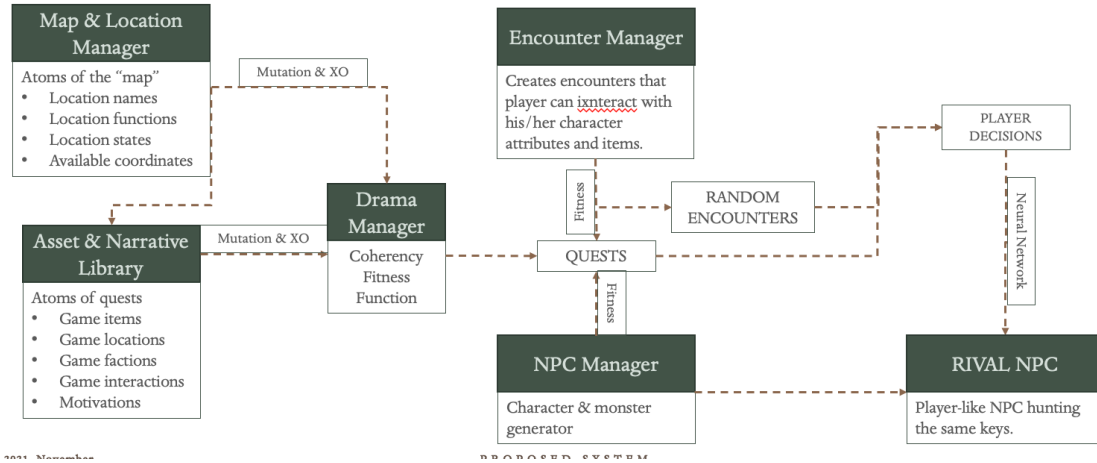 Map & Location
Manager
Atoms of the “map”
• Location names
• Location functions
• Location states
• Available coordinates
Mutation & XO
Asset & Narrative
Library
Atoms of quests
• Game items
• Game locations
• Game factions
• Game interactions
• Motivations
Mutation & XO
Drama
Manager
Coherency
Fitness
Function
Encounter Manager
Creates encounters that
player can ixnteract with
his/her character
attributes and items.
Fitness
RANDOM
ENCOUNTERS
QUESTS
Fitness
NPC Manager
Character & monster
generator
PLAYER
DECISIONS
Neural Network
RIVAL NPC
Player-like NPC hunting
the same keys.
2021, November
PROPOSED SYSTEM